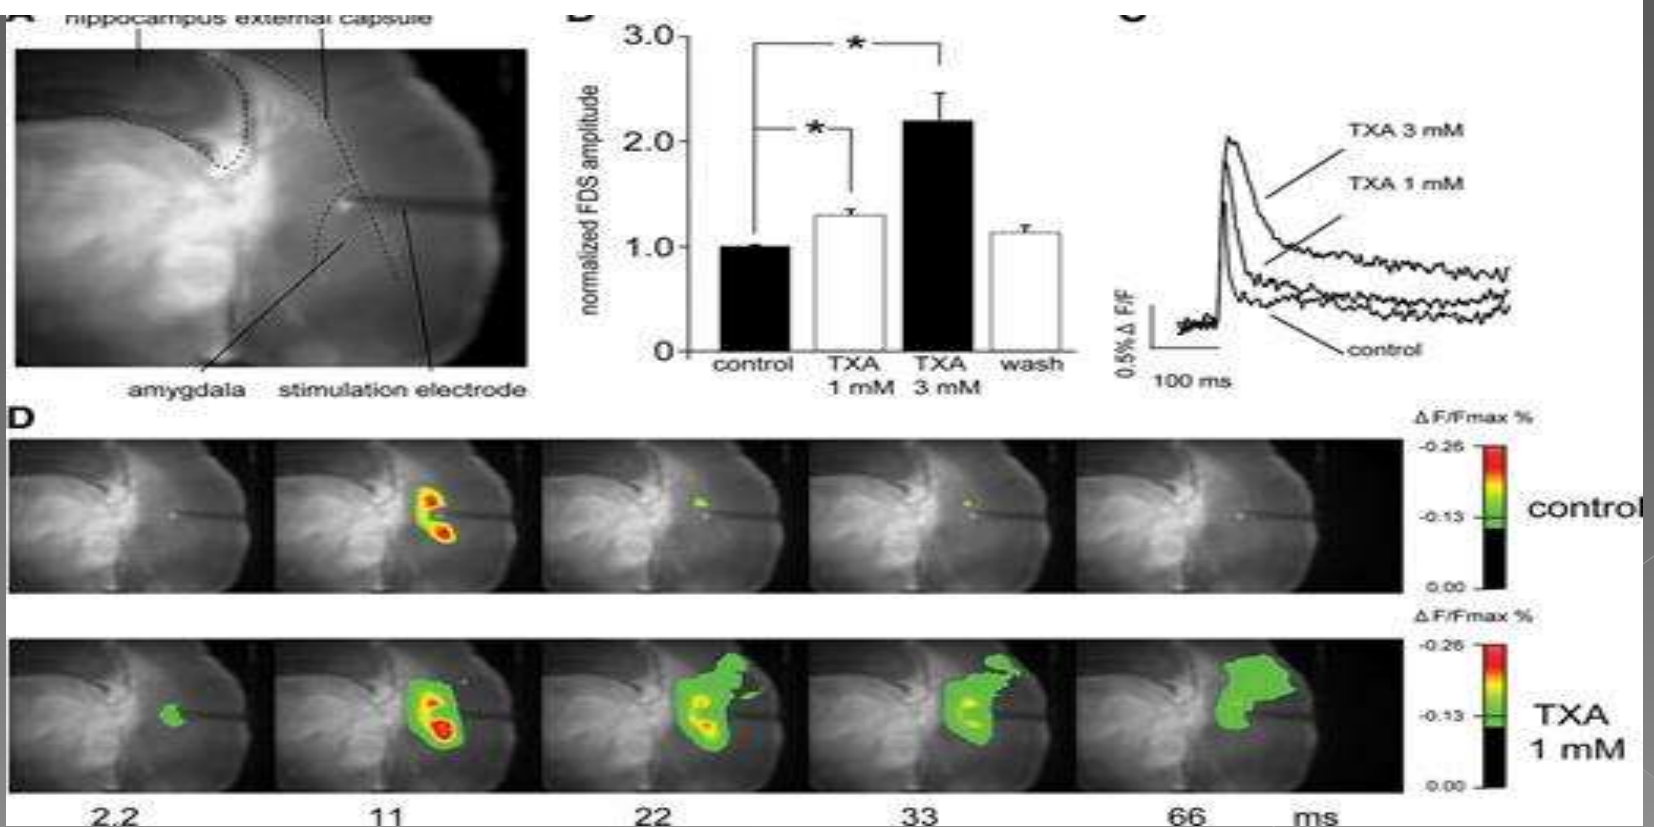 A
hippocampus external capsule
amygdala
stimulation electrode
B
3.0
2.0
1.0
0
normalized FDS amplitude
*
*
control
TXA
1 mM
TXA
3 mM
wash
C
TXA 3 mM
TXA 1 mM
control
0.5% Δ F/F
100 ms
D
Δ F/Fmax %
-0.26
-0.13
0.00
control
Δ F/Fmax %
-0.26
-0.13
0.00
TXA
1 mM
2.2 11 22 33 66 ms